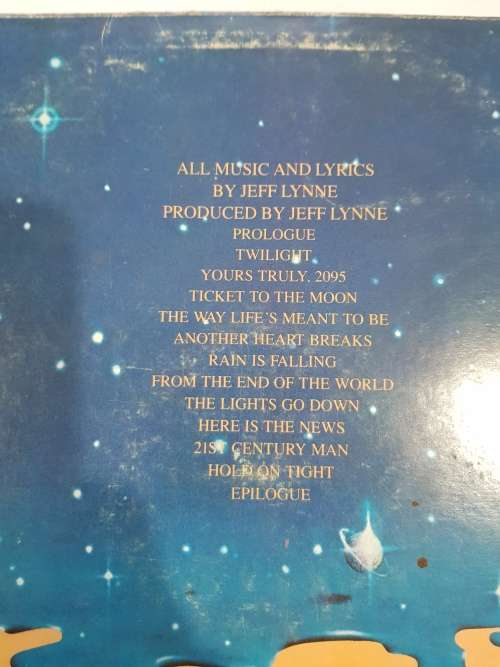 ALL MUSIC AND LYRICS
BY JEFF LYNNE
PRODUCED BY JEFF LYNNE
PROLOGUE
TWILIGHT
YOURS TRULY, 2095
TICKET TO THE MOON
THE WAY LIFE'S MEANT TO BE
ANOTHER HEART BREAKS
RAIN IS FALLING
FROM THE END OF THE WORLD
THE LIGHTS GO DOWN
HERE IS THE NEWS
21ST CENTURY MAN
HOLD ON TIGHT
EPILOGUE